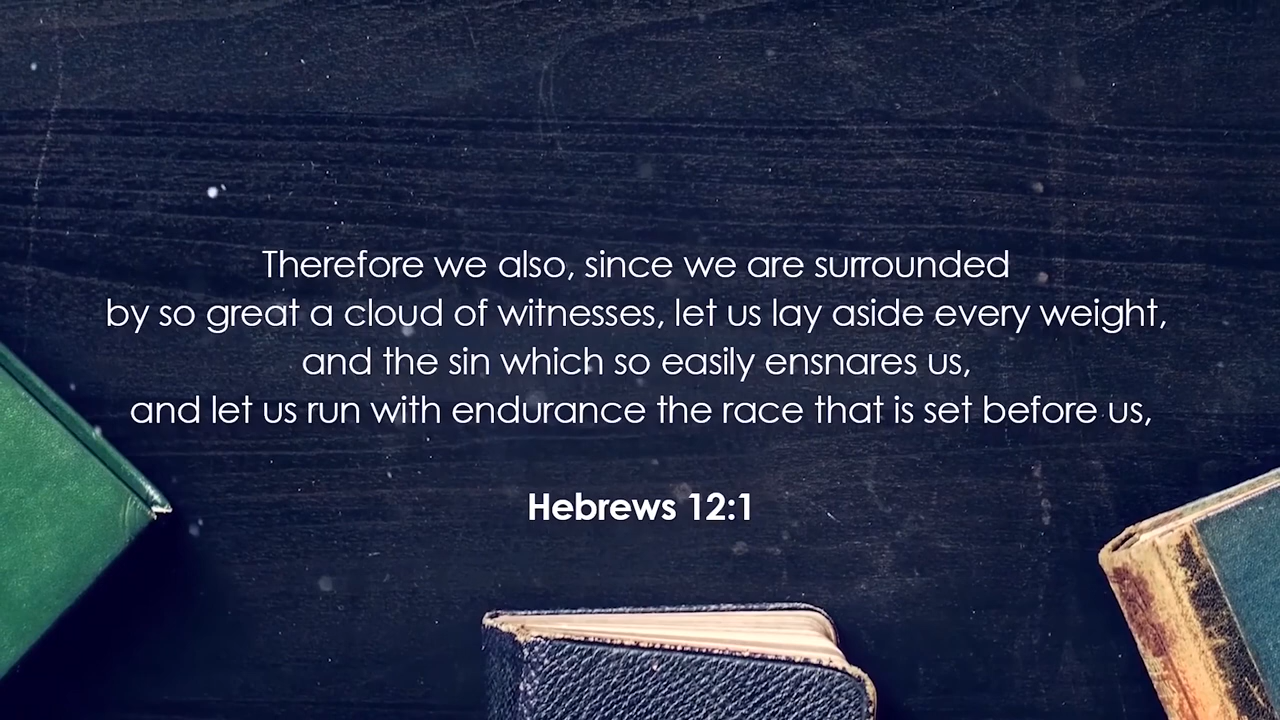 Therefore we also, since we are surrounded
by so great a cloud of witnesses, let us lay aside every weight,
and the sin which so easily ensnares us,
and let us run with endurance the race that is set before us,
Hebrews 12:1